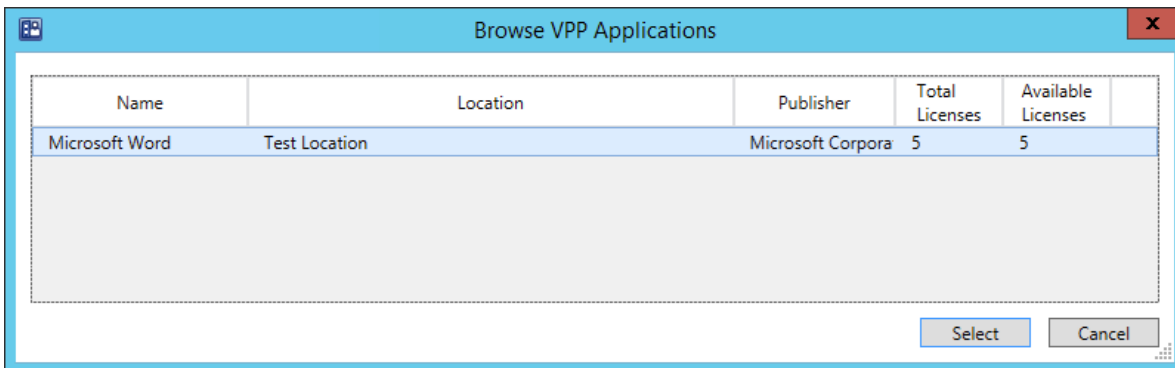 Browse VPP Applications
x
Name Location Publisher Total Licenses Available Licenses
Microsoft Word Test Location Microsoft Corpora 5 5
Select Cancel